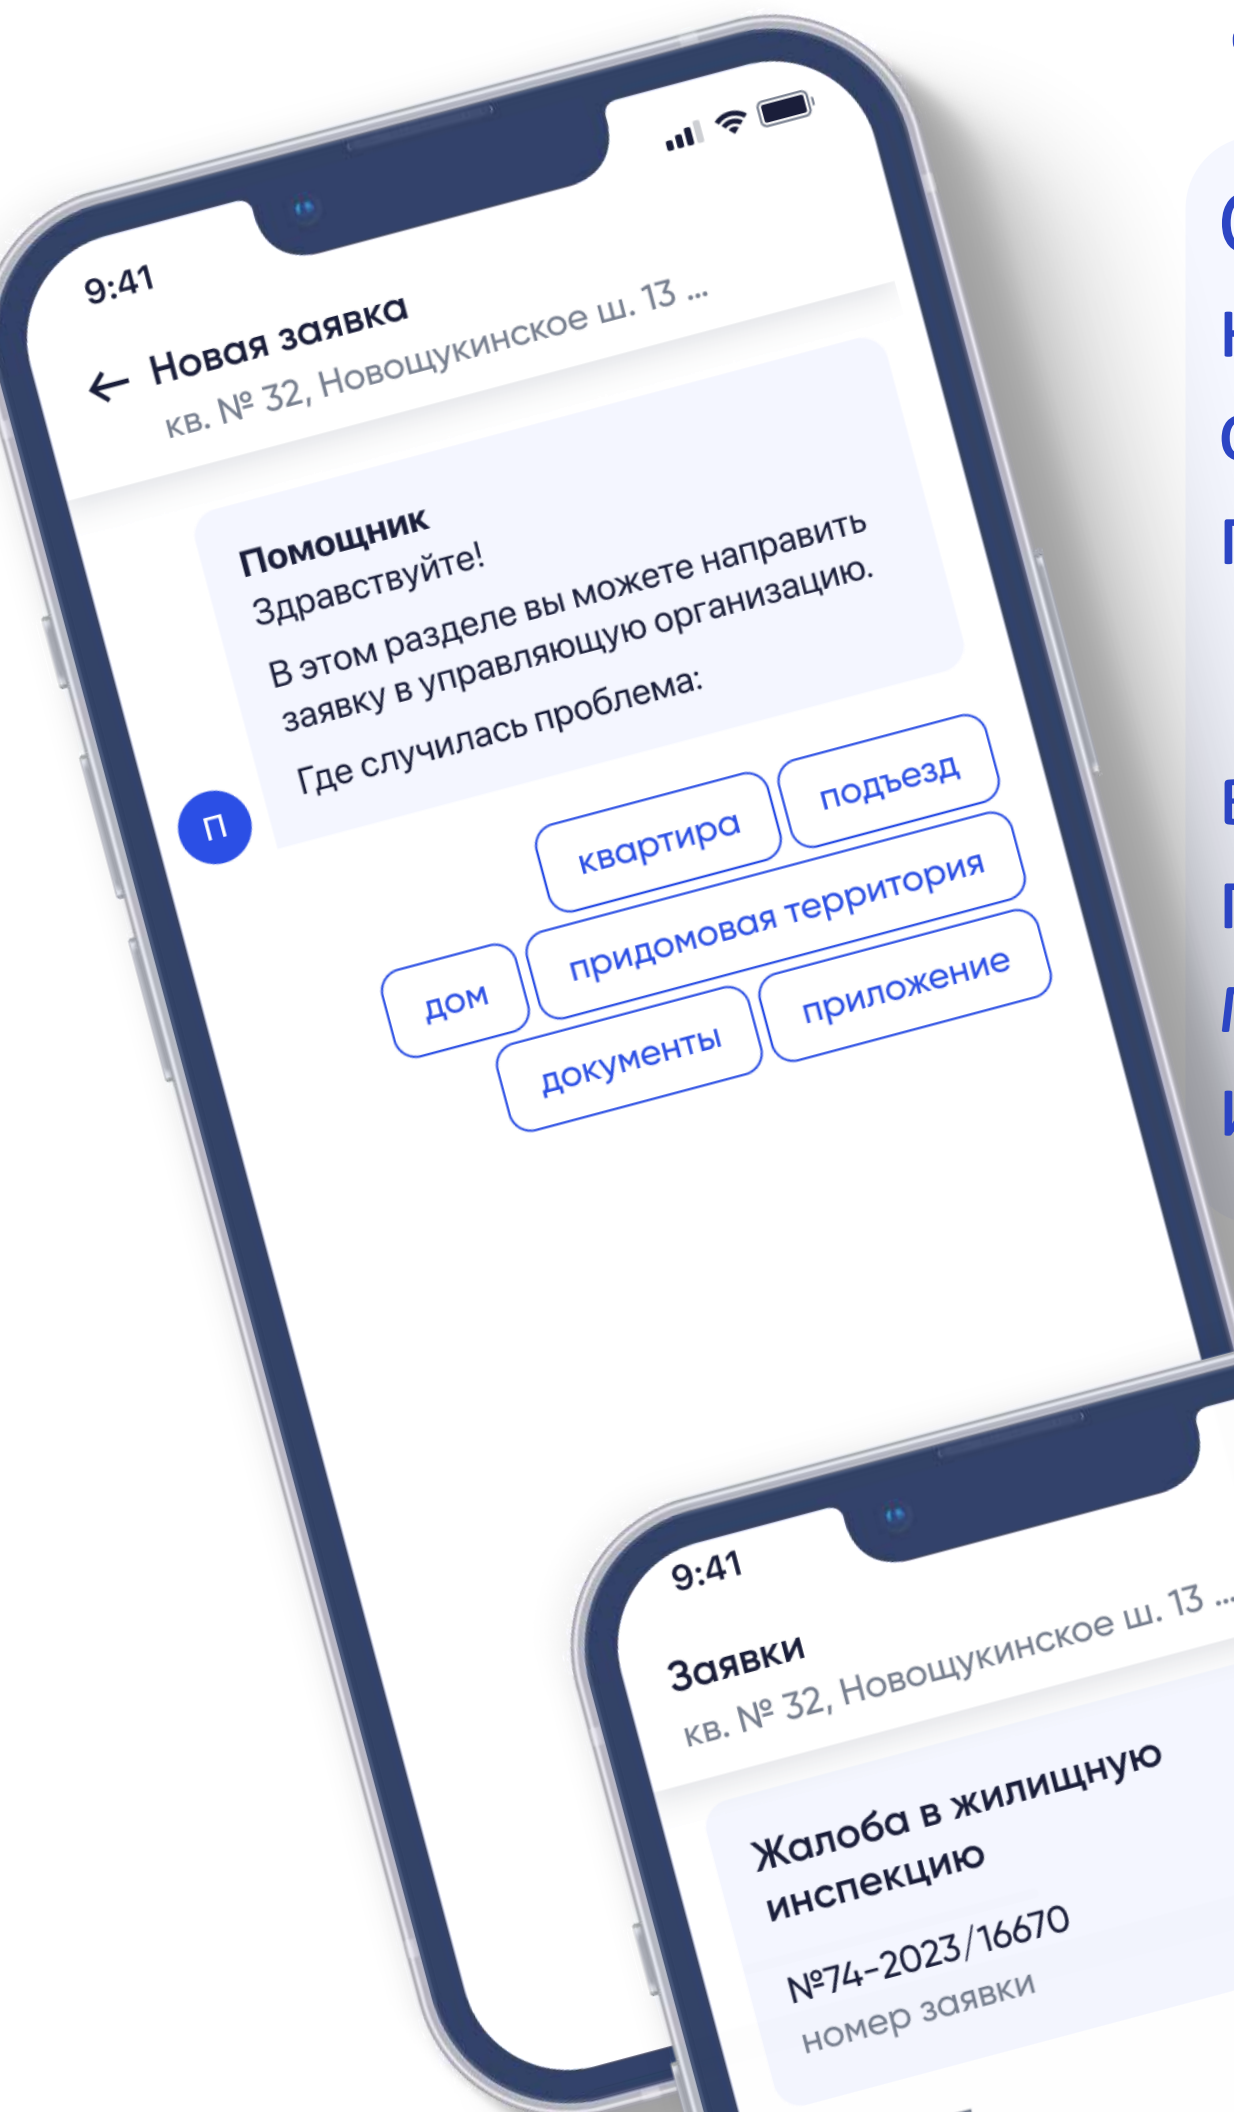 9:41
Новая заявка
кв. № 32, Новощукинское ш. 13 ...
Помощник
Здравствуйте!
В этом разделе вы можете направить
заявку в управляющую организацию.
Где случилась проблема:
П
квартира
подъезд
дом
придомовая территория
документы
приложение
9:41
Заявки
кв. № 32, Новощукинское ш. 13 ...
Жалоба в жилищную
инспекцию
№74-2023/16670
номер заявки